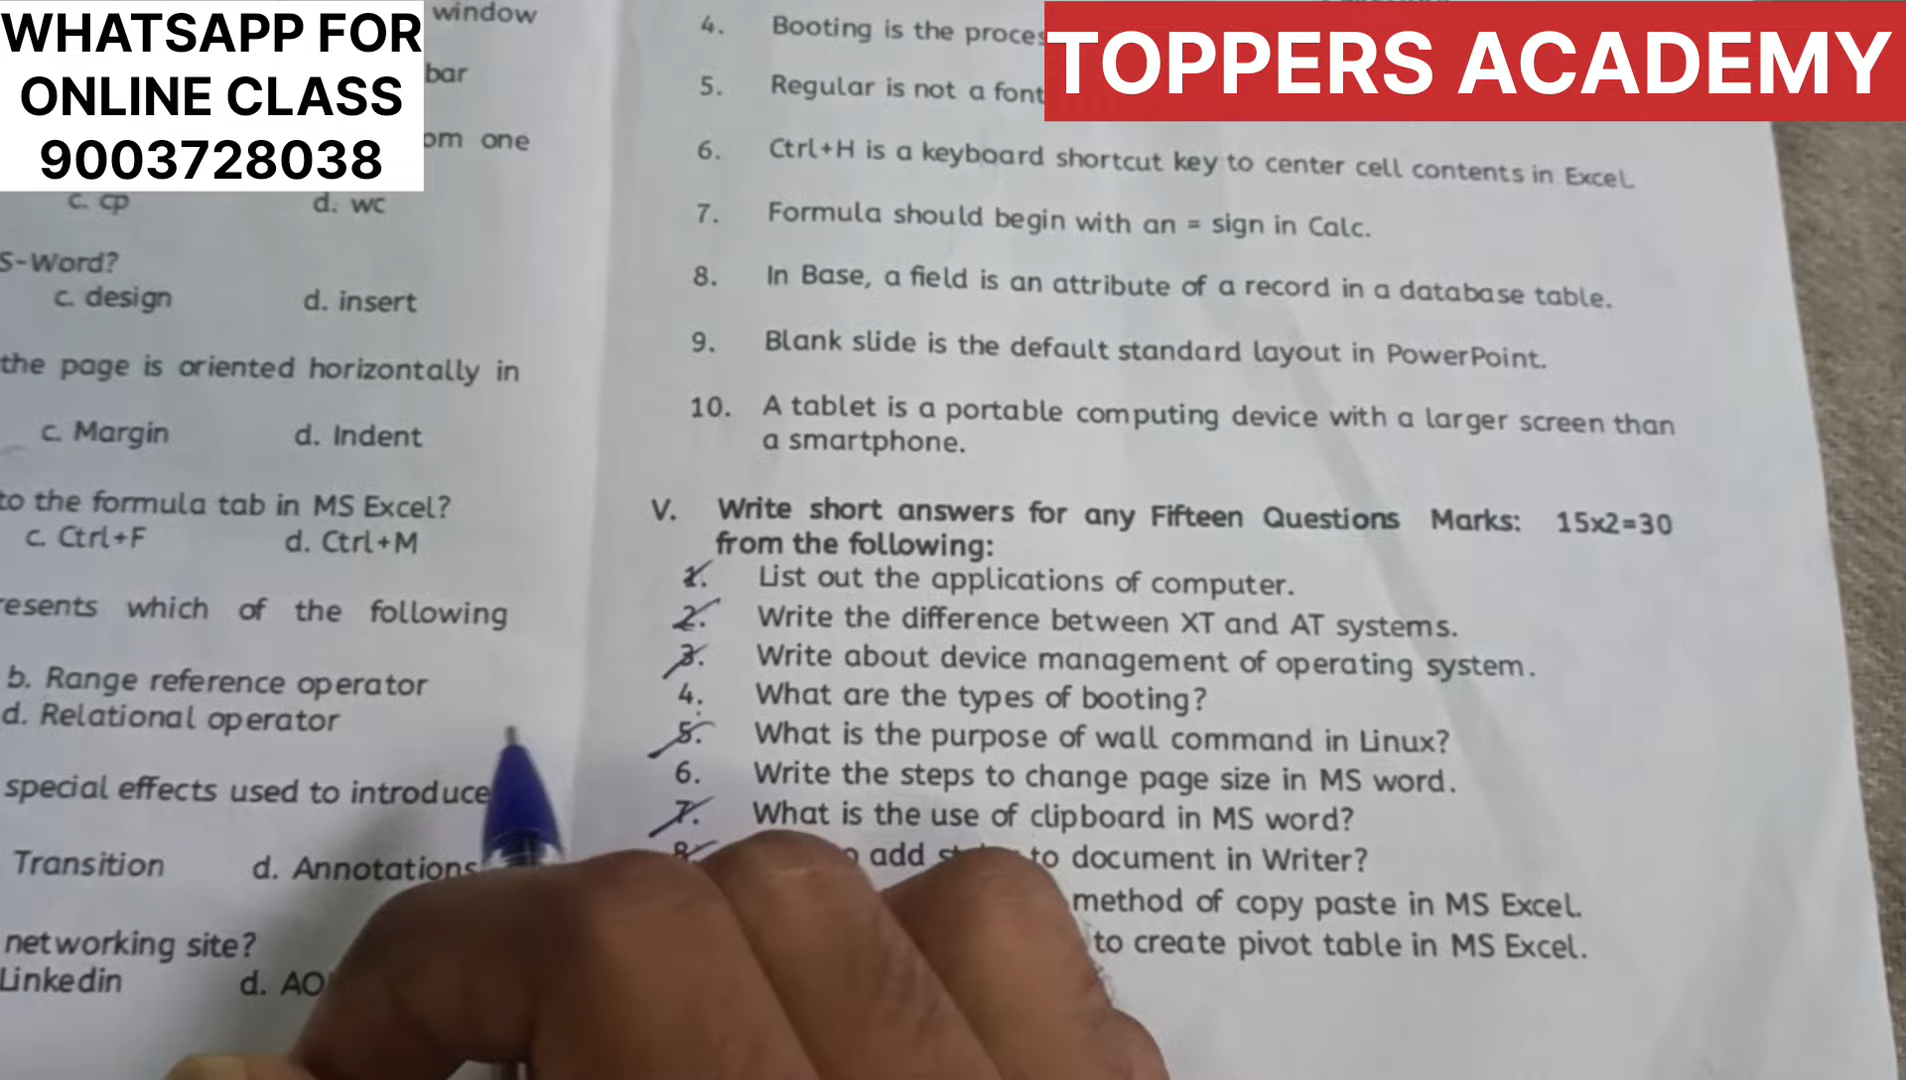 WHATSAPP FOR
ONLINE CLASS
9003728038
TOPPERS ACADEMY
window
bar
om one
c. cp d. wc
S-Word?
c. design d. insert
the page is oriented horizontally in
c. Margin d. Indent
to the formula tab in MS Excel?
c. Ctrl+F d. Ctrl+M
resents which of the following
b. Range reference operator
d. Relational operator
special effects used to introduce
Transition d. Annotations
networking site?
Linkedin d. AO
4. Booting is the proces
5. Regular is not a font
6. Ctrl+H is a keyboard shortcut key to center cell contents in Excel.
7. Formula should begin with an = sign in Calc.
8. In Base, a field is an attribute of a record in a database table.
9. Blank slide is the default standard layout in PowerPoint.
10. A tablet is a portable computing device with a larger screen than
a smartphone.
V. Write short answers for any Fifteen Questions Marks: 15x2=30
from the following:
1. List out the applications of computer.
2. Write the difference between XT and AT systems.
3. Write about device management of operating system.
4. What are the types of booting?
5. What is the purpose of wall command in Linux?
6. Write the steps to change page size in MS word.
7. What is the use of clipboard in MS word?
8. add to document in Writer?
method of copy paste in MS Excel.
to create pivot table in MS Excel.